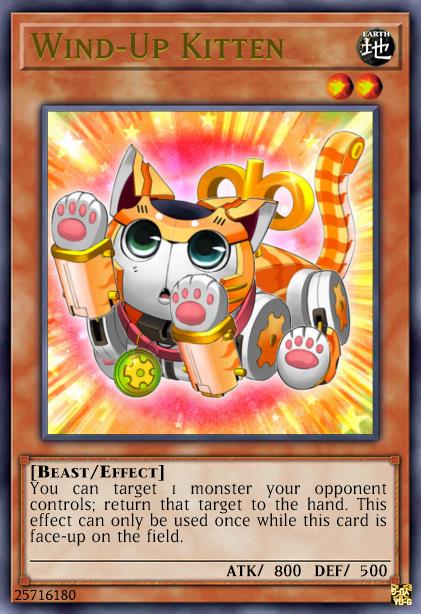 Wind-Up Kitten
EARTH
地
[Beast/Effect]
You can target 1 monster your opponent
controls; return that target to the hand. This
effect can only be used once while this card is
face-up on the field.
ATK/ 800 DEF/ 500
25716180